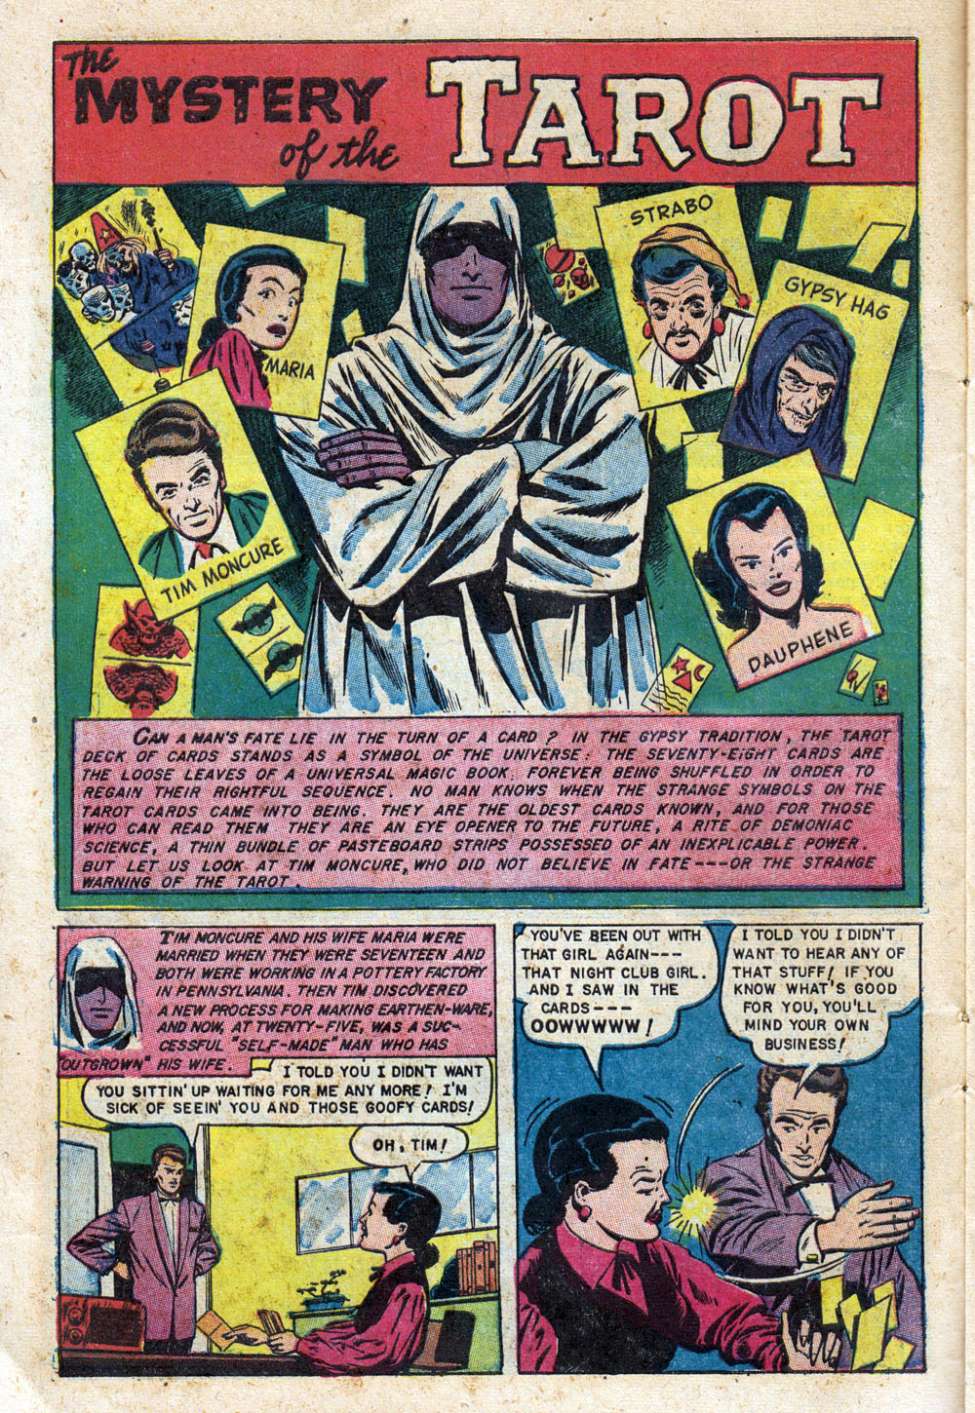 The
MYSTERY
of the
TAROT
STRABO
GYPSY HAG
MARIA
TIM MONCURE
DAUPHENE
CAN A MAN'S FATE LIE IN THE TURN OF A CARD? IN THE GYPSY TRADITION, THE TAROT
DECK OF CARDS STANDS AS A SYMBOL OF THE UNIVERSE: THE SEVENTY-EIGHT CARDS ARE
THE LOOSE LEAVES OF A UNIVERSAL MAGIC BOOK, FOREVER BEING SHUFFLED IN ORDER TO
REGAIN THEIR RIGHTFUL SEQUENCE. NO MAN KNOWS WHEN THE STRANGE SYMBOLS ON THE
TAROT CARDS CAME INTO BEING. THEY ARE THE OLDEST CARDS KNOWN, AND FOR THOSE
WHO CAN READ THEM THEY ARE AN EYE OPENER TO THE FUTURE, A RITE OF DEMONIAC
SCIENCE, A THIN BUNDLE OF PASTEBOARD STRIPS POSSESSED OF AN INEXPLICABLE POWER.
BUT LET US LOOK AT TIM MONCURE, WHO DID NOT BELIEVE IN FATE---OR THE STRANGE
WARNING OF THE TAROT.
TIM MONCURE AND HIS WIFE MARIA WERE
MARRIED WHEN THEY WERE SEVENTEEN AND
BOTH WERE WORKING IN A POTTERY FACTORY
IN PENNSYLVANIA. THEN TIM DISCOVERED
A NEW PROCESS FOR MAKING EARTHEN-WARE,
AND NOW, AT TWENTY-FIVE, WAS A SUC-
CESSFUL "SELF-MADE" MAN WHO HAS
"OUTGROWN" HIS WIFE.
I TOLD YOU I DIDN'T WANT
YOU SITTIN' UP WAITING FOR ME ANY MORE! I'M
SICK OF SEEIN' YOU AND THOSE GOOFY CARDS!
OH, TIM!
YOU'VE BEEN OUT WITH
THAT GIRL AGAIN---
THAT NIGHT CLUB GIRL.
AND I SAW IN THE
CARDS---
OOWWWWW!
I TOLD YOU I DIDN'T
WANT TO HEAR ANY OF
THAT STUFF! IF YOU
KNOW WHAT'S GOOD
FOR YOU, YOU'LL
MIND YOUR OWN
BUSINESS!